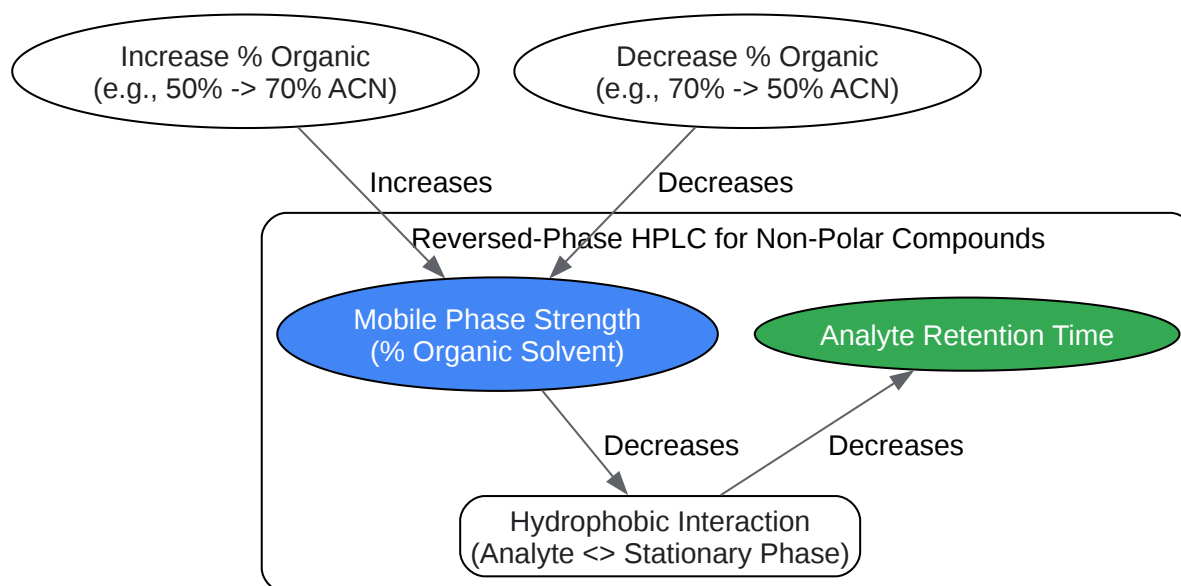 Increase % Organic
(e.g., 50% -> 70% ACN)
Decrease % Organic
(e.g., 70% -> 50% ACN)
Increases
Decreases
Reversed-Phase HPLC for Non-Polar Compounds
Mobile Phase Strength
(% Organic Solvent)
Analyte Retention Time
Decreases
Decreases
Hydrophobic Interaction
(Analyte <> Stationary Phase)